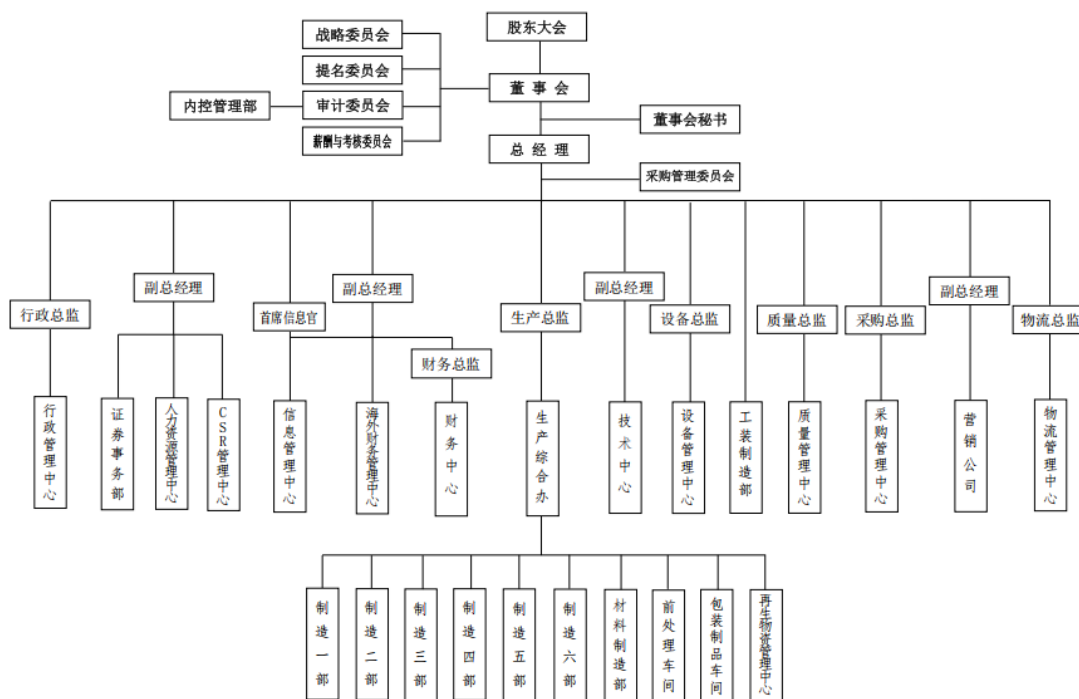 股东大会
战略委员会
提名委员会
董 事 会
内控管理部
审计委员会
董事会秘书
薪酬与考核委员会
总 经 理
采购管理委员会
行政总监
副总经理
首席信息官
副总经理
财务总监
生产总监
副总经理
设备总监
质量总监
采购总监
副总经理
物流总监
行政管理中心
证券事务部
人力资源管理中心
CSR管理中心
信息管理中心
海外财务管理中心
财务中心
生产综合办
技术中心
设备管理中心
工装制造部
质量管理中心
采购管理中心
营销公司
物流管理中心
制造一部
制造二部
制造三部
制造四部
制造五部
制造六部
材料制造部
前处理车间
包装制品车间
再生物资管理中心